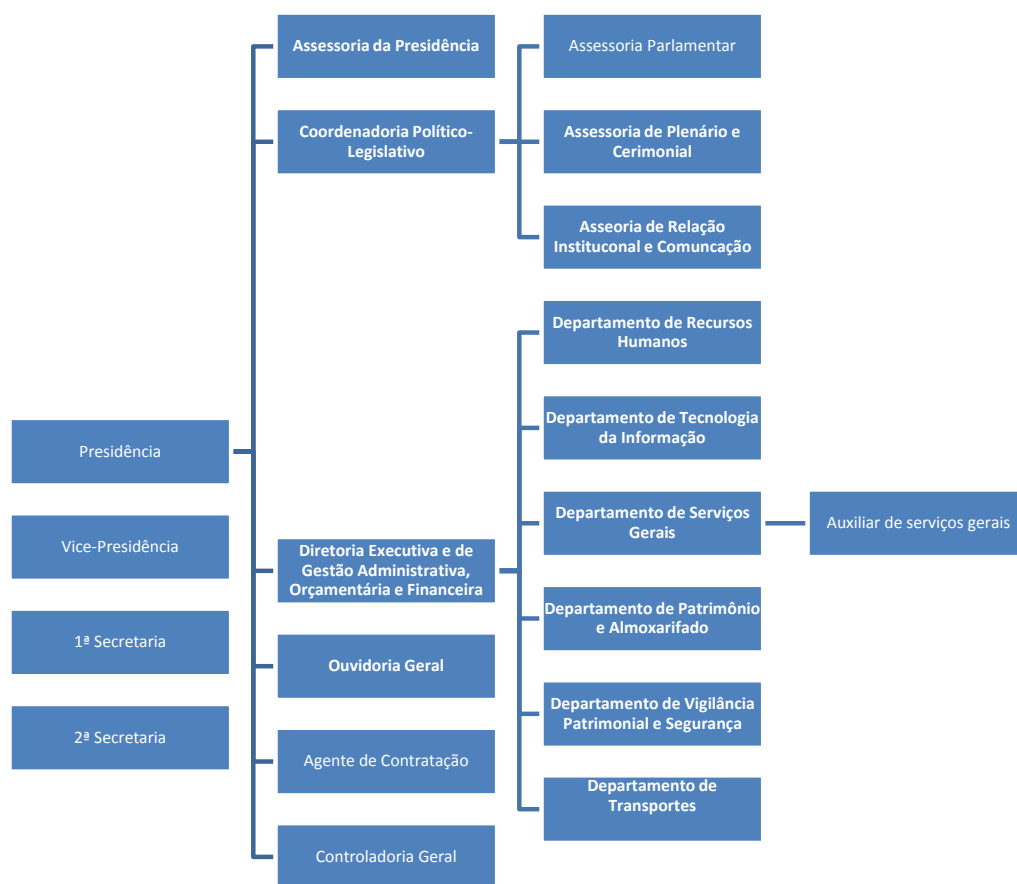 Assessoria da Presidência
Coordenadoria Político-
Legislativo
Assessoria Parlamentar
Assessoria de Plenário e
Cerimonial
Asseoria de Relação
Instituconal e Comuncação
Presidência
Vice-Presidência
1ª Secretaria
2ª Secretaria
Diretoria Executiva e de
Gestão Administrativa,
Orçamentária e Financeira
Departamento de Recursos
Humanos
Departamento de Tecnologia
da Informação
Departamento de Serviços
Gerais
Auxiliar de serviços gerais
Departamento de Patrimônio
e Almoxarifado
Departamento de Vigilância
Patrimonial e Segurança
Departamento de
Transportes
Ouvidoria Geral
Agente de Contratação
Controladoria Geral